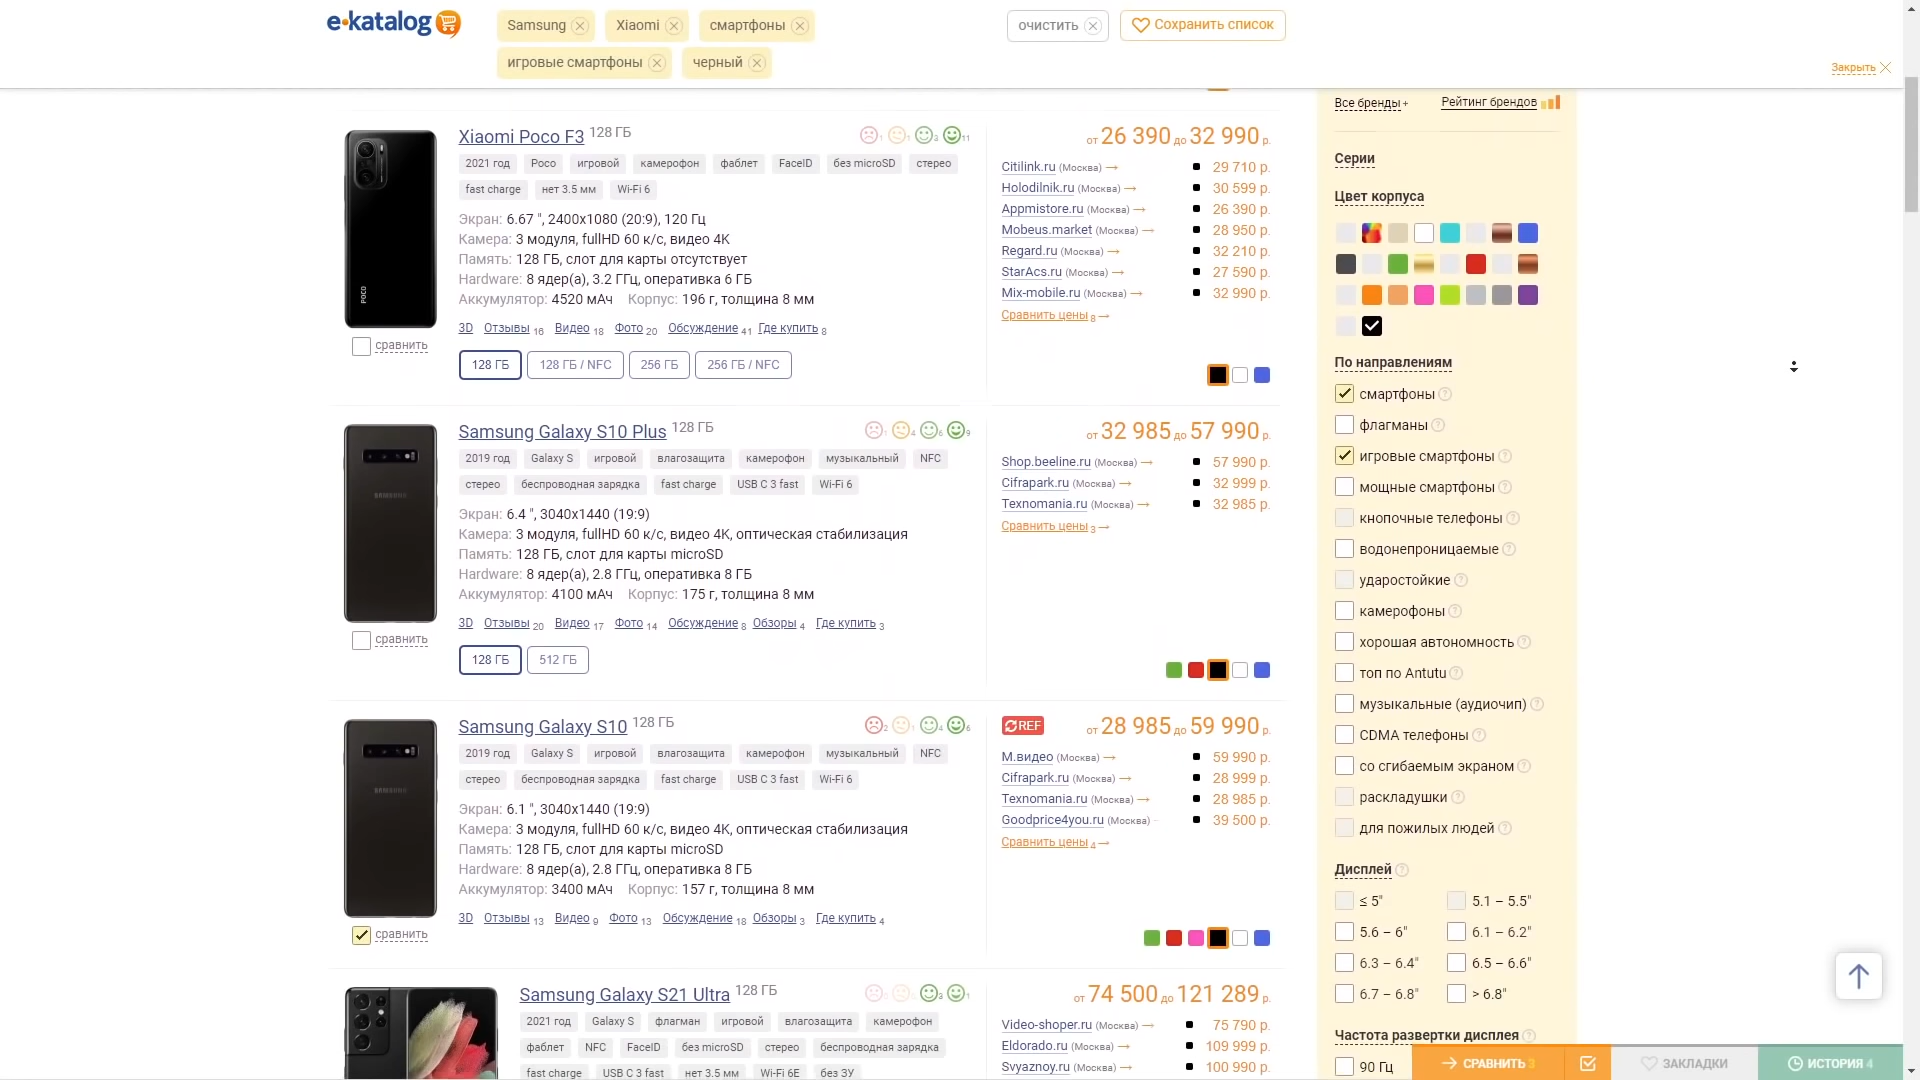 e-katalog
Samsung
Xiaomi
смартфоны
очистить
Сохранить список
игровые смартфоны
черный
Закрыть
Все бренды+
Рейтинг брендов
Xiaomi Poco F3 128 ГБ
2021 год Poco игровой камерофон фаблет FaceID без microSD стерео
fast charge нет 3.5 мм Wi-Fi 6
Экран: 6.67 ", 2400x1080 (20:9), 120 Гц
Камера: 3 модуля, fullHD 60 к/с, видео 4K
Память: 128 ГБ, слот для карты отсутствует
Hardware: 8 ядер(а), 3.2 ГГц, оперативка 6 ГБ
Аккумулятор: 4520 мАч Корпус: 196 г, толщина 8 мм
3D Отзывы 16 Видео 18 Фото 20 Обсуждение 41 Где купить 8
128 ГБ 128 ГБ / NFC 256 ГБ 256 ГБ / NFC
POCO
сравнить
от 26 390 до 32 990 р.
Citilink.ru (Москва) → 29 710 р.
Holodilnik.ru (Москва) → 30 599 р.
Appmistore.ru (Москва) → 26 390 р.
Mobeus.market (Москва) → 28 950 р.
Regard.ru (Москва) → 32 210 р.
StarAcs.ru (Москва) → 27 590 р.
Mix-mobile.ru (Москва) → 32 990 р.
Сравнить цены 8 →
Samsung Galaxy S10 Plus 128 ГБ
2019 год Galaxy S игровой влагозащита камерофон музыкальный NFC
стерео беспроводная зарядка fast charge USB C 3 fast Wi-Fi 6
Экран: 6.4 ", 3040x1440 (19:9)
Камера: 3 модуля, fullHD 60 к/с, видео 4K, оптическая стабилизация
Память: 128 ГБ, слот для карты microSD
Hardware: 8 ядер(а), 2.8 ГГц, оперативка 8 ГБ
Аккумулятор: 4100 мАч Корпус: 175 г, толщина 8 мм
3D Отзывы 20 Видео 17 Фото 14 Обсуждение 8 Обзоры 4 Где купить 3
128 ГБ 512 ГБ
SAMSUNG
сравнить
от 32 985 до 57 990 р.
Shop.beeline.ru (Москва) → 57 990 р.
Cifrapark.ru (Москва) → 32 999 р.
Texnomania.ru (Москва) → 32 985 р.
Сравнить цены 3 →
Samsung Galaxy S10 128 ГБ
2019 год Galaxy S игровой влагозащита камерофон музыкальный NFC
стерео беспроводная зарядка fast charge USB C 3 fast Wi-Fi 6
Экран: 6.1 ", 3040x1440 (19:9)
Камера: 3 модуля, fullHD 60 к/с, видео 4K, оптическая стабилизация
Память: 128 ГБ, слот для карты microSD
Hardware: 8 ядер(а), 2.8 ГГц, оперативка 8 ГБ
Аккумулятор: 3400 мАч Корпус: 157 г, толщина 8 мм
3D Отзывы 13 Видео 9 Фото 13 Обсуждение 18 Обзоры 3 Где купить 4
SAMSUNG
сравнить
REF от 28 985 до 59 990 р.
М.видео (Москва) → 59 990 р.
Cifrapark.ru (Москва) → 28 999 р.
Texnomania.ru (Москва) → 28 985 р.
Goodprice4you.ru (Москва) 39 500 р.
Сравнить цены 4 →
Samsung Galaxy S21 Ultra 128 ГБ
2021 год Galaxy S флагман игровой влагозащита камерофон
фаблет NFC FaceID без microSD стерео беспроводная зарядка
fast charge USB C 3 fast нет 3.5 мм Wi-Fi 6E без ЗУ
от 74 500 до 121 289 р.
Video-shoper.ru (Москва) → 75 790 р.
Eldorado.ru (Москва) → 109 999 р.
Svyaznoy.ru (Москва) → 100 990 р.
Серии
Цвет корпуса
По направлениям
смартфоны
флагманы
игровые смартфоны
мощные смартфоны
кнопочные телефоны
водонепроницаемые
ударостойкие
камерофоны
хорошая автономность
топ по Antutu
музыкальные (аудиочип)
CDMA телефоны
со сгибаемым экраном
раскладушки
для пожилых людей
Дисплей
≤ 5" 5.1 – 5.5"
5.6 – 6" 6.1 – 6.2"
6.3 – 6.4" 6.5 – 6.6"
6.7 – 6.8" > 6.8"
Частота развертки дисплея
90 Гц
→ СРАВНИТЬ 3
ЗАКЛАДКИ
ИСТОРИЯ 4